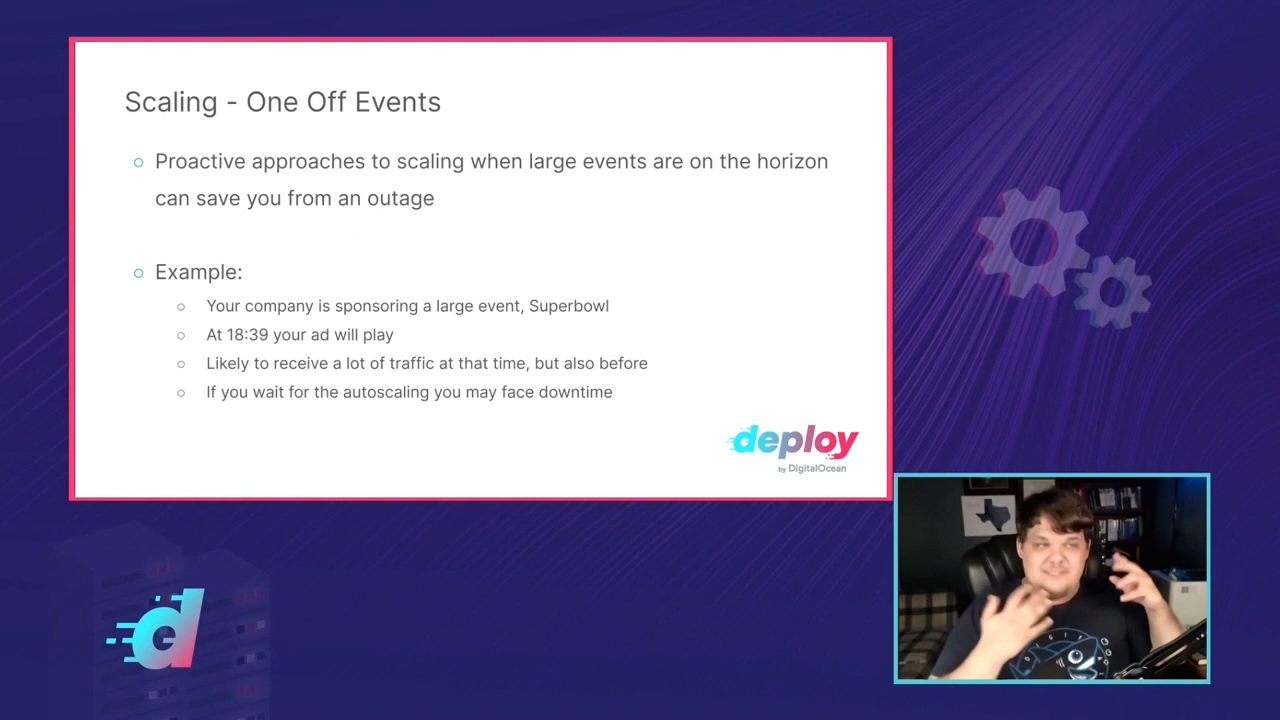 Scaling - One Off Events
Proactive approaches to scaling when large events are on the horizon
can save you from an outage
Example:
Your company is sponsoring a large event, Superbowl
At 18:39 your ad will play
Likely to receive a lot of traffic at that time, but also before
If you wait for the autoscaling you may face downtime
deploy
by DigitalOcean
d